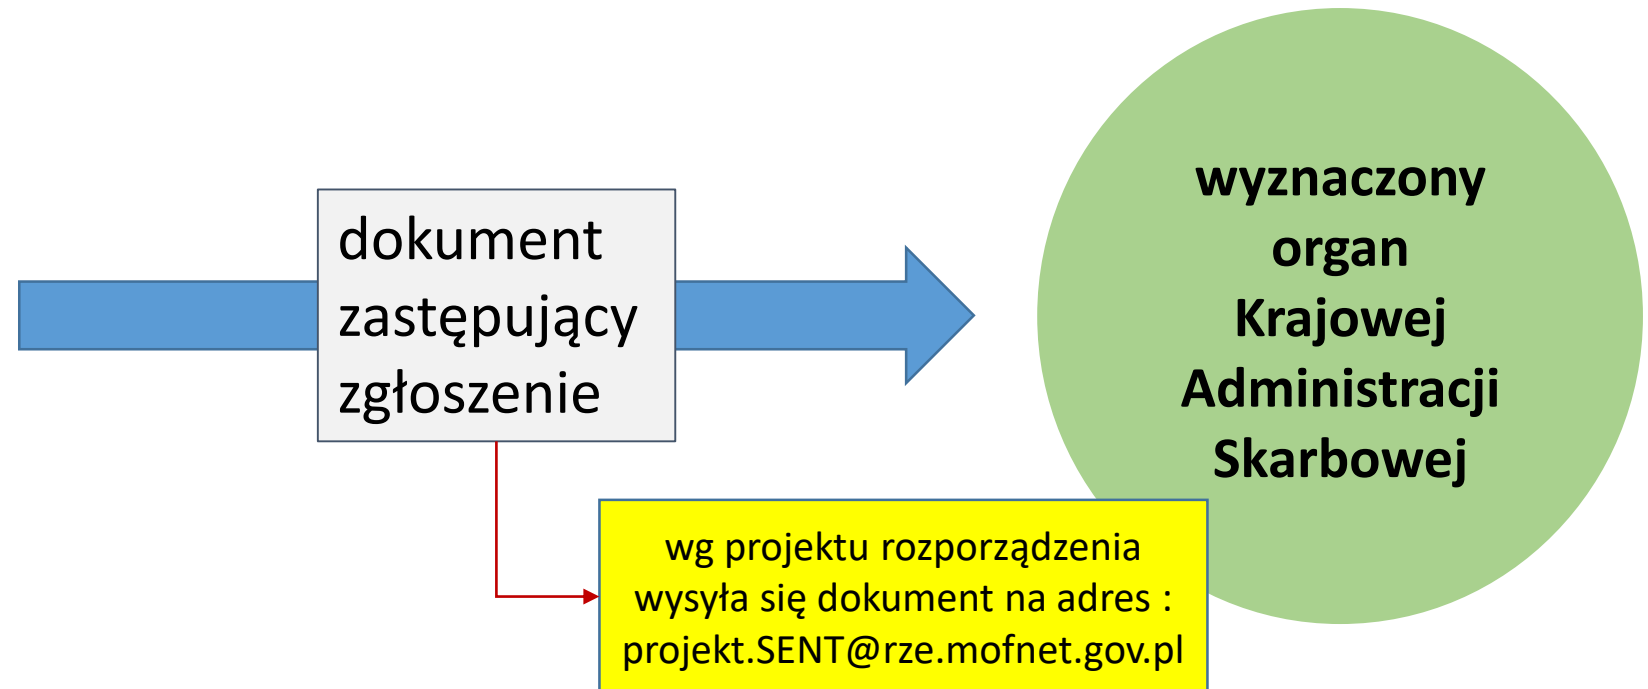 dokument
zastępujący
zgłoszenie
wyznaczony
organ
Krajowej
Administracji
Skarbowej
wg projektu rozporządzenia
wysyła się dokument na adres :
projekt.SENT@rze.mofnet.gov.pl